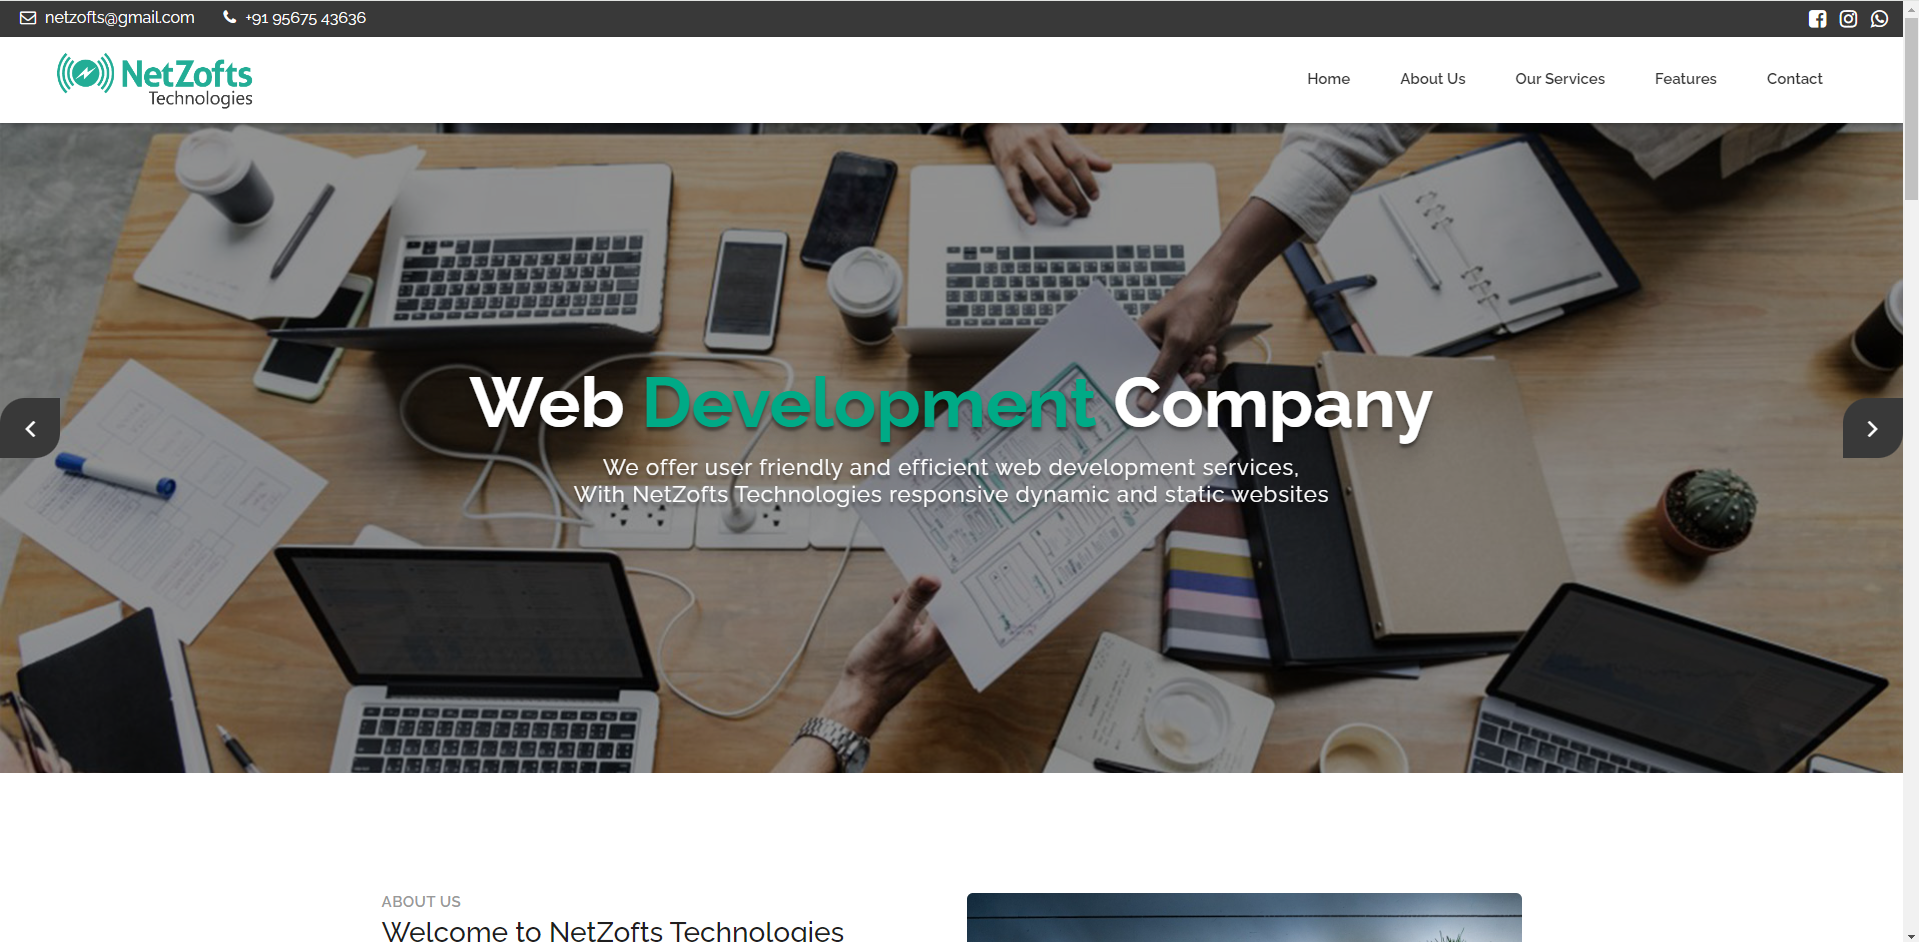 netzofts@gmail.com +91 95675 43636
NetZofts
Technologies
Home About Us Our Services Features Contact
Web Development Company
We offer user friendly and efficient web development services,
With NetZofts Technologies responsive dynamic and static websites
ABOUT US
Welcome to NetZofts Technologies